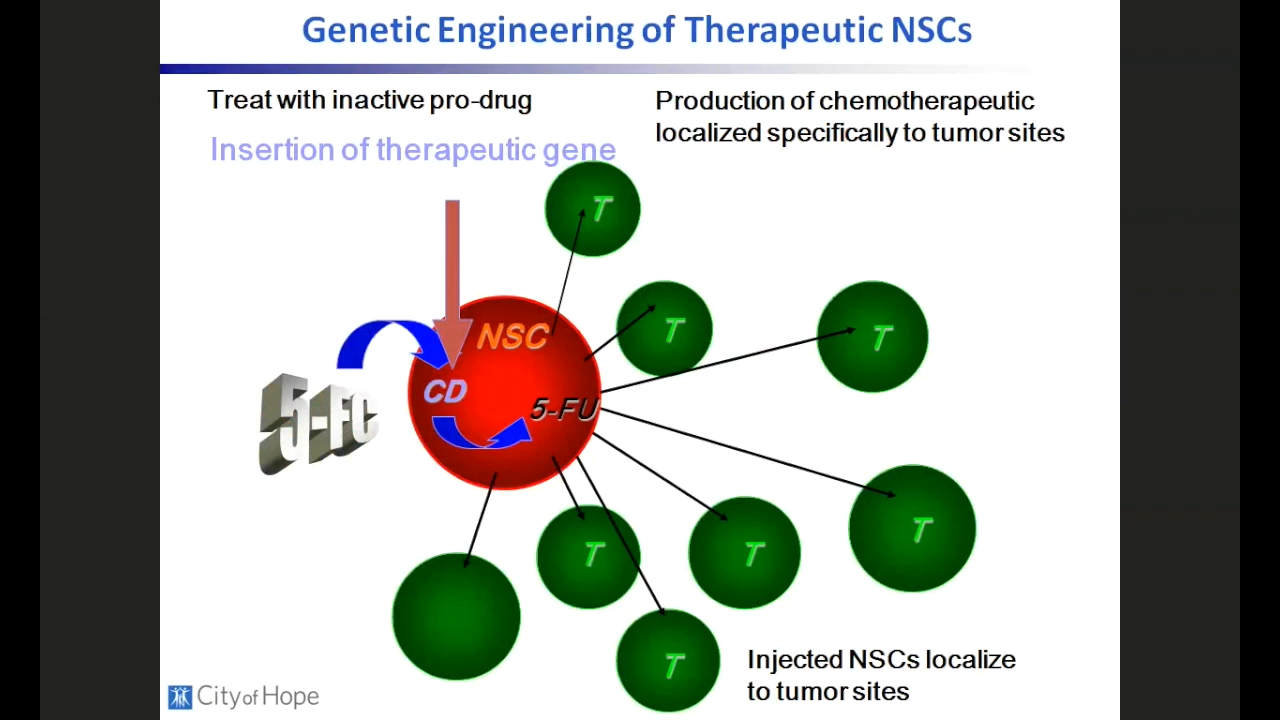 Genetic Engineering of Therapeutic NSCs
Treat with inactive pro-drug
Insertion of therapeutic gene
Production of chemotherapeutic
localized specifically to tumor sites
T
T
T
NSC
CD
5-FU
5-FC
T
T
T
T
Injected NSCs localize
to tumor sites
City of Hope